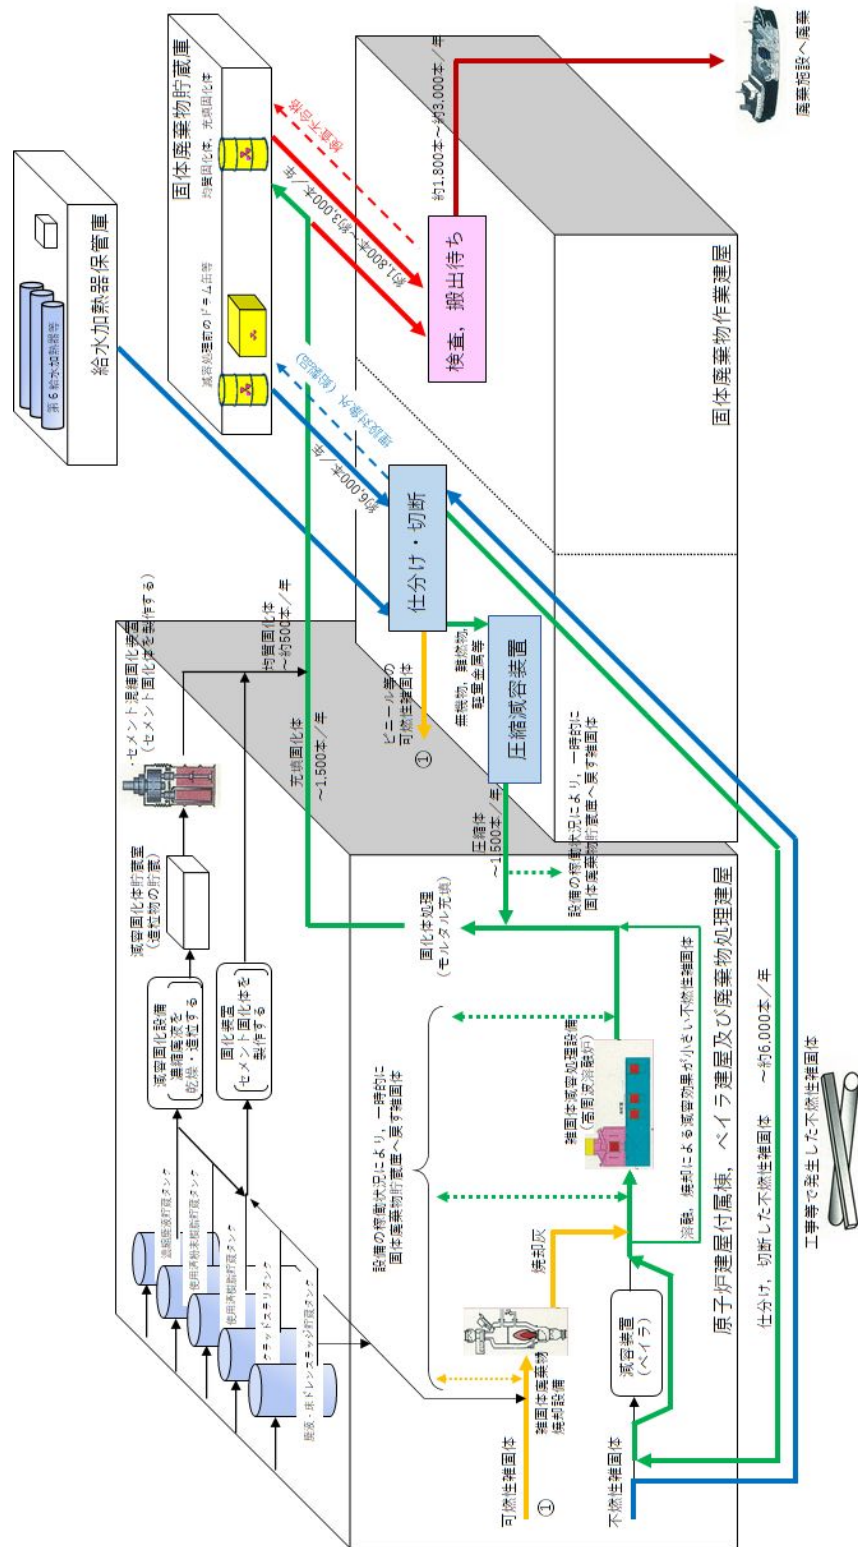 給水加熱器保管庫
第６給水加熱器等
固体廃棄物貯蔵庫
減容処理前のドラム缶等
均質固化体、充填固化体
約6,000本／年
埋設対象外（鉛製品）
約1,800本～約3,000本／年
検査不合格
検査，搬出待ち
約1,800本～約3,000本／年
廃棄施設へ廃棄
固体廃棄物作業建屋
仕分け・切断
ビニール等の
可燃性雑固体
①
無機物，難燃物，
軽量金属等
圧縮減容装置
圧縮体
～1,500本／年
設備の稼働状況により，一時的に
固体廃棄物貯蔵庫へ戻す雑固体
濃縮廃液貯蔵タンク
使用済粉末樹脂貯蔵タンク
使用済樹脂貯蔵タンク
クラッドスラリタンク
廃液・床ドレンスラッジ貯蔵タンク
減容固化設備
濃縮廃液を
乾燥・造粒する
固化装置
セメント固化体を
製作する
減容固化体貯蔵室
（造粒物の貯蔵）
・セメント混練固化装置
（セメント固化体を製作する）
均質固化体
～約500本／年
充填固化体
～1,500本／年
固化体処理
（モルタル充填）
設備の稼働状況により，一時的に
固体廃棄物貯蔵庫へ戻す雑固体
可燃性雑固体
①
雑固体廃棄物
焼却設備
焼却灰
雑固体減容処理設備
（高周波溶融炉）
不燃性雑固体
減容装置
（ベイラ）
溶融，焼却による減容効果が小さい不燃性雑固体
原子炉建屋付属棟，ベイラ建屋及び廃棄物処理建屋
仕分け，切断した不燃性雑固体　～約6,000本／年
工事等で発生した不燃性雑固体